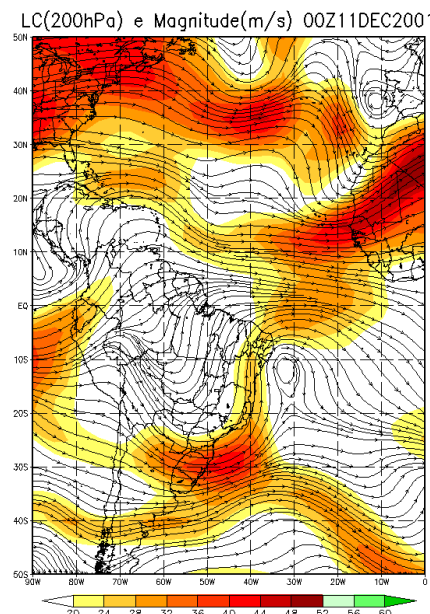 LC(200hPa) e Magnitude(m/s) 00Z11DEC2001
50N
40N
30N
20N
10N
EQ
10S
20S
30S
40S
50S
90W 80W 70W 60W 50W 40W 30W 20W 10W 0
20 24 28 32 36 40 44 48 52 56 60